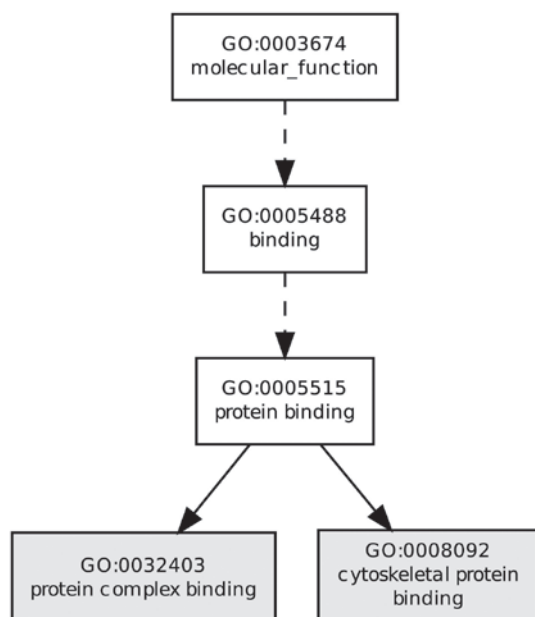 GO:0003674
molecular_function
GO:0005488
binding
GO:0005515
protein binding
GO:0032403
protein complex binding
GO:0008092
cytoskeletal protein
binding